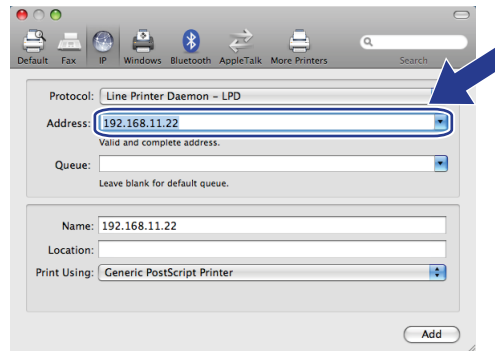 Default Fax IP Windows Bluetooth AppleTalk More Printers Search
Protocol: Line Printer Daemon – LPD
Address: 192.168.11.22
Valid and complete address.
Queue:
Leave blank for default queue.
Name: 192.168.11.22
Location:
Print Using: Generic PostScript Printer
Add